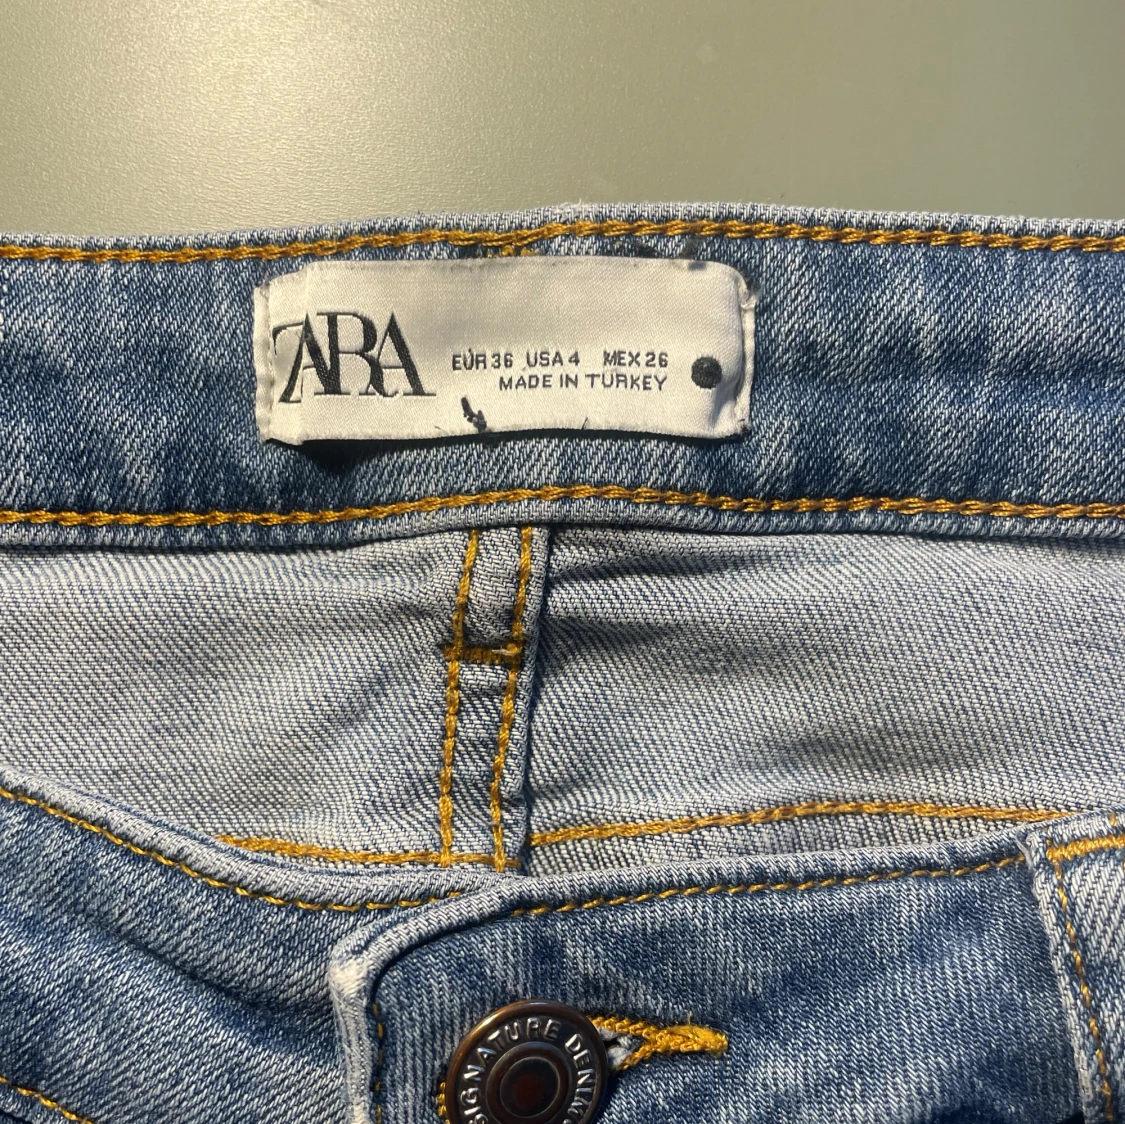 ZARA
EUR 36 USA 4 MEX 26
MADE IN TURKEY
SIGNATURE DENIM